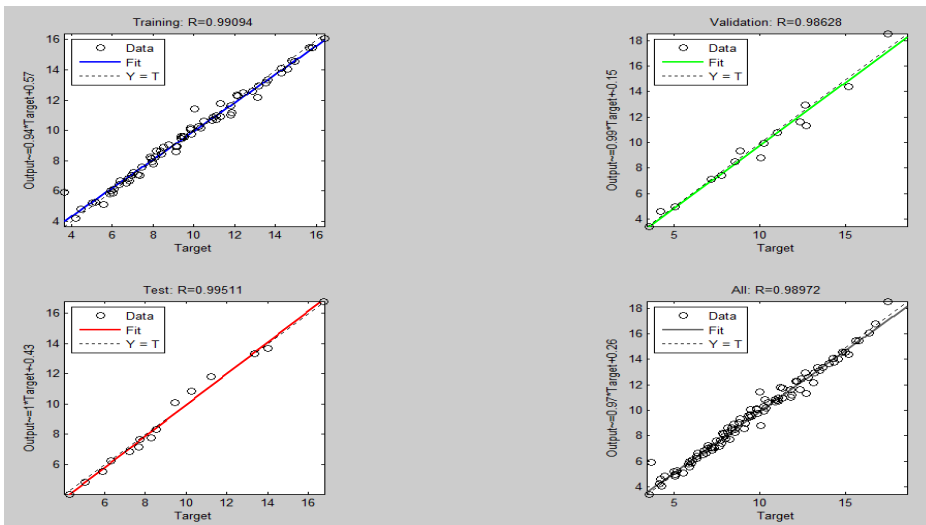 Training: R=0.99094
Output~=0.94*Target+0.57
16
14
12
10
8
6
4
Data
Fit
Y = T
4
6
8
10
12
14
16
Target
Validation: R=0.98628
Output~=0.99*Target+0.15
18
16
14
12
10
8
6
4
Data
Fit
Y = T
5
10
15
Target
Test: R=0.99511
Output~=1*Target+-0.43
16
14
12
10
8
6
Data
Fit
Y = T
6
8
10
12
14
16
Target
All: R=0.98972
Output~=0.97*Target+0.26
18
16
14
12
10
8
6
4
Data
Fit
Y = T
5
10
15
Target